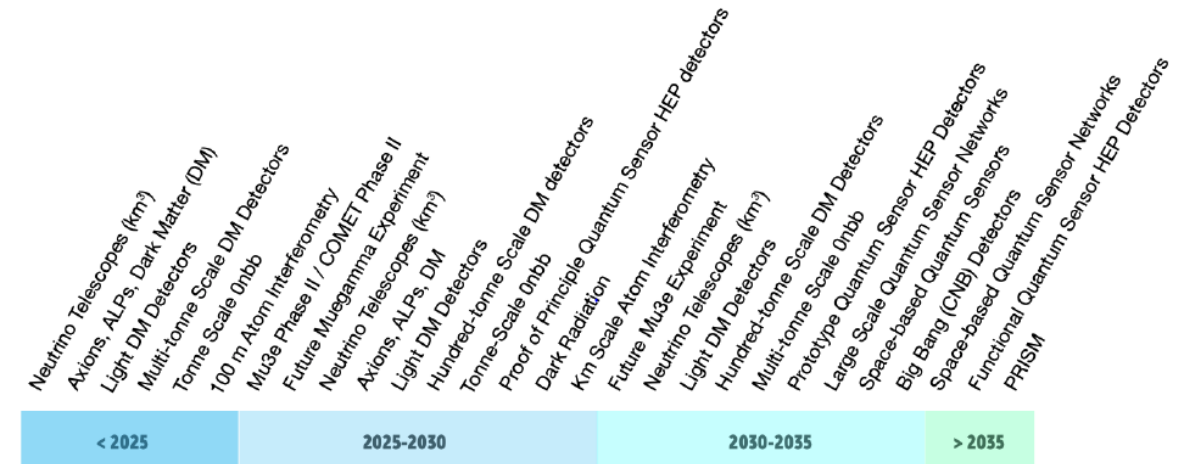 Neutrino Telescopes (km³)
Axions, ALPs, Dark Matter (DM)
Light DM Detectors
Multi-tonne Scale DM Detectors
Tonne Scale 0nbb
100 m Atom Interferometry
Mu3e Phase II / COMET Phase II
Future Muegamma Experiment
Neutrino Telescopes (km³)
Axions, ALPs, DM
Light DM Detectors
Hundred-tonne Scale DM detectors
Tonne-Scale 0nbb
Proof of Principle Quantum Sensor HEP detectors
Dark Radiation
Km Scale Atom Interferometry
Future Mu3e Experiment
Neutrino Telescopes (km³)
Light DM Detectors
Hundred-tonne Scale DM Detectors
Multi-tonne Scale 0nbb
Prototype Quantum Sensor HEP Detectors
Large Scale Quantum Sensor Networks
Space-based Quantum Sensors
Big Bang (CNB) Detectors
Space-based Quantum Sensor Networks
Functional Quantum Sensor HEP Detectors
PRISM
< 2025
2025-2030
2030-2035
> 2035